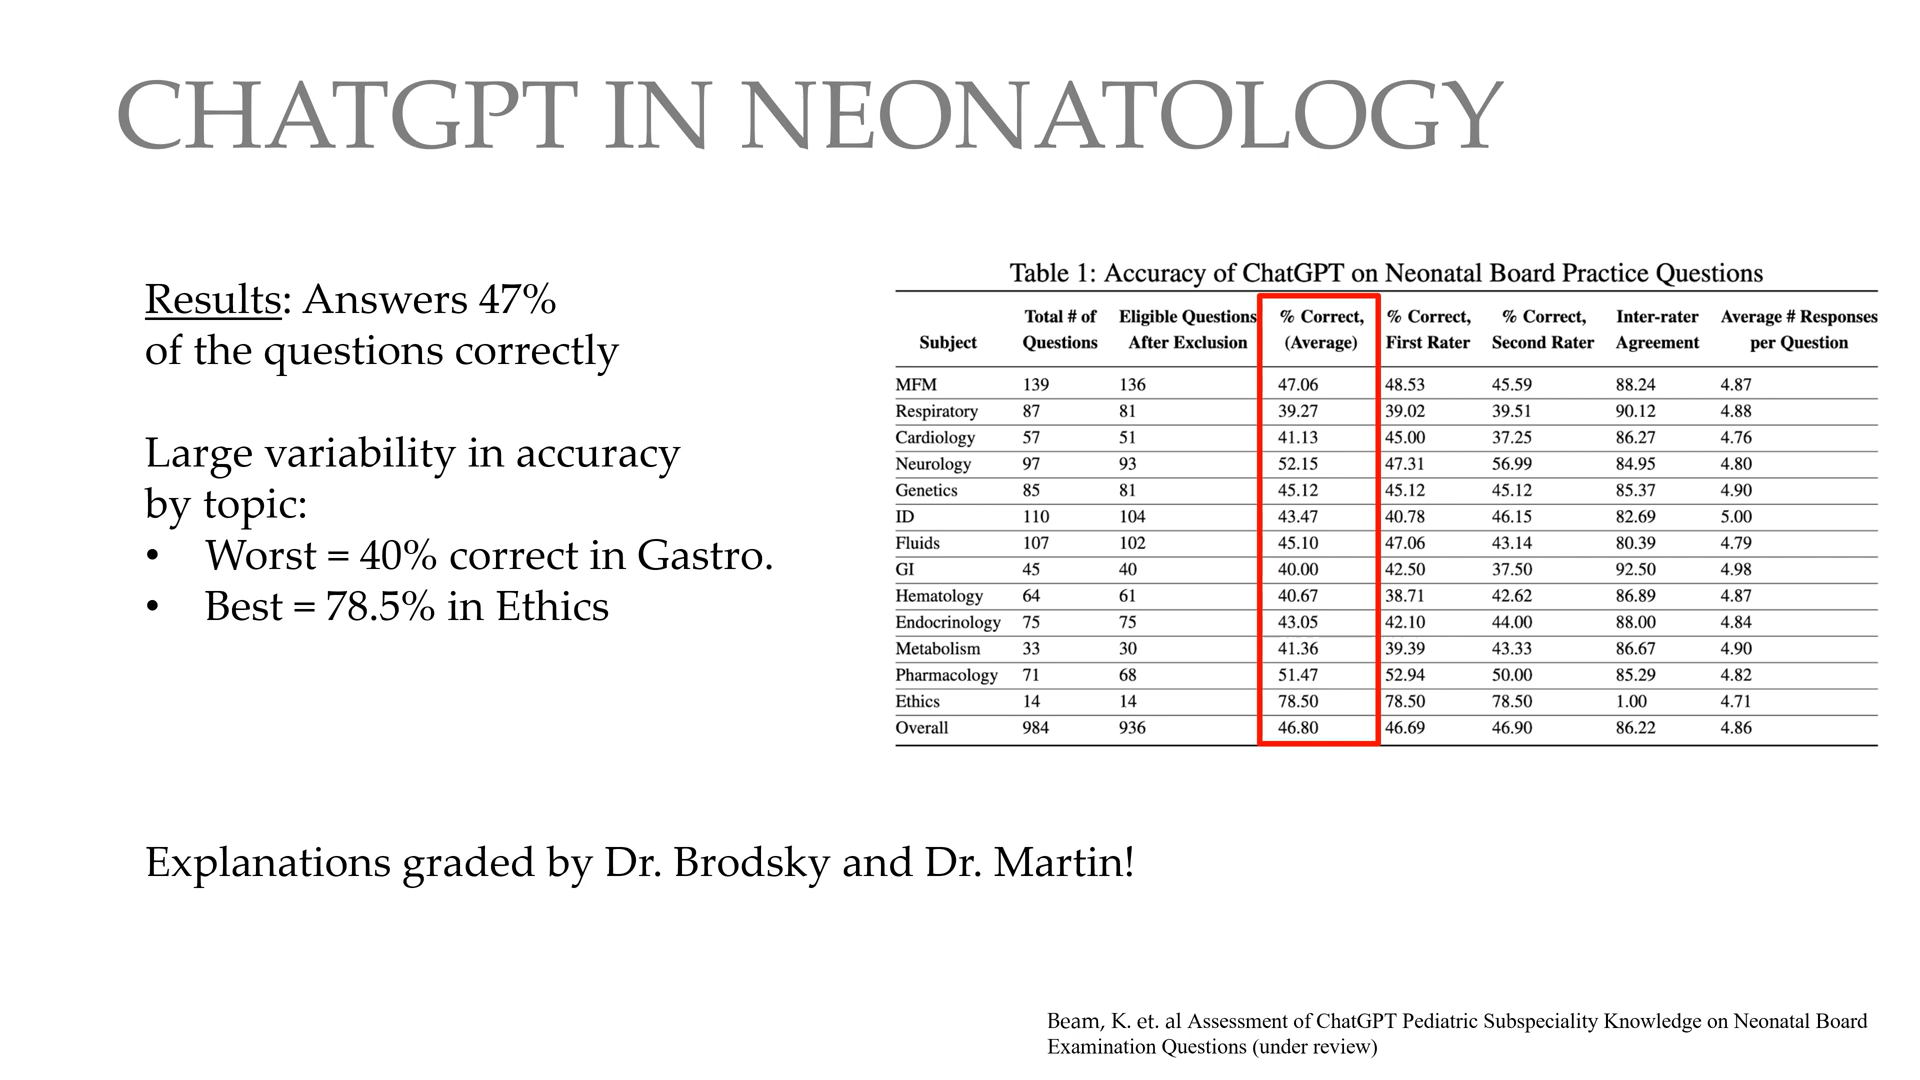 CHATGPT IN NEONATOLOGY
Results: Answers 47%
of the questions correctly
Large variability in accuracy
by topic:
• Worst = 40% correct in Gastro.
• Best = 78.5% in Ethics
Table 1: Accuracy of ChatGPT on Neonatal Board Practice Questions
Subject Total # of Questions Eligible Questions After Exclusion % Correct, (Average) % Correct, First Rater % Correct, Second Rater Inter-rater Agreement Average # Responses per Question
MFM 139 136 47.06 48.53 45.59 88.24 4.87
Respiratory 87 81 39.27 39.02 39.51 90.12 4.88
Cardiology 57 51 41.13 45.00 37.25 86.27 4.76
Neurology 97 93 52.15 47.31 56.99 84.95 4.80
Genetics 85 81 45.12 45.12 45.12 85.37 4.90
ID 110 104 43.47 40.78 46.15 82.69 5.00
Fluids 107 102 45.10 47.06 43.14 80.39 4.79
GI 45 40 40.00 42.50 37.50 92.50 4.98
Hematology 64 61 40.67 38.71 42.62 86.89 4.87
Endocrinology 75 75 43.05 42.10 44.00 88.00 4.84
Metabolism 33 30 41.36 39.39 43.33 86.67 4.90
Pharmacology 71 68 51.47 52.94 50.00 85.29 4.82
Ethics 14 14 78.50 78.50 78.50 1.00 4.71
Overall 984 936 46.80 46.69 46.90 86.22 4.86
Explanations graded by Dr. Brodsky and Dr. Martin!
Beam, K. et. al Assessment of ChatGPT Pediatric Subspeciality Knowledge on Neonatal Board
Examination Questions (under review)